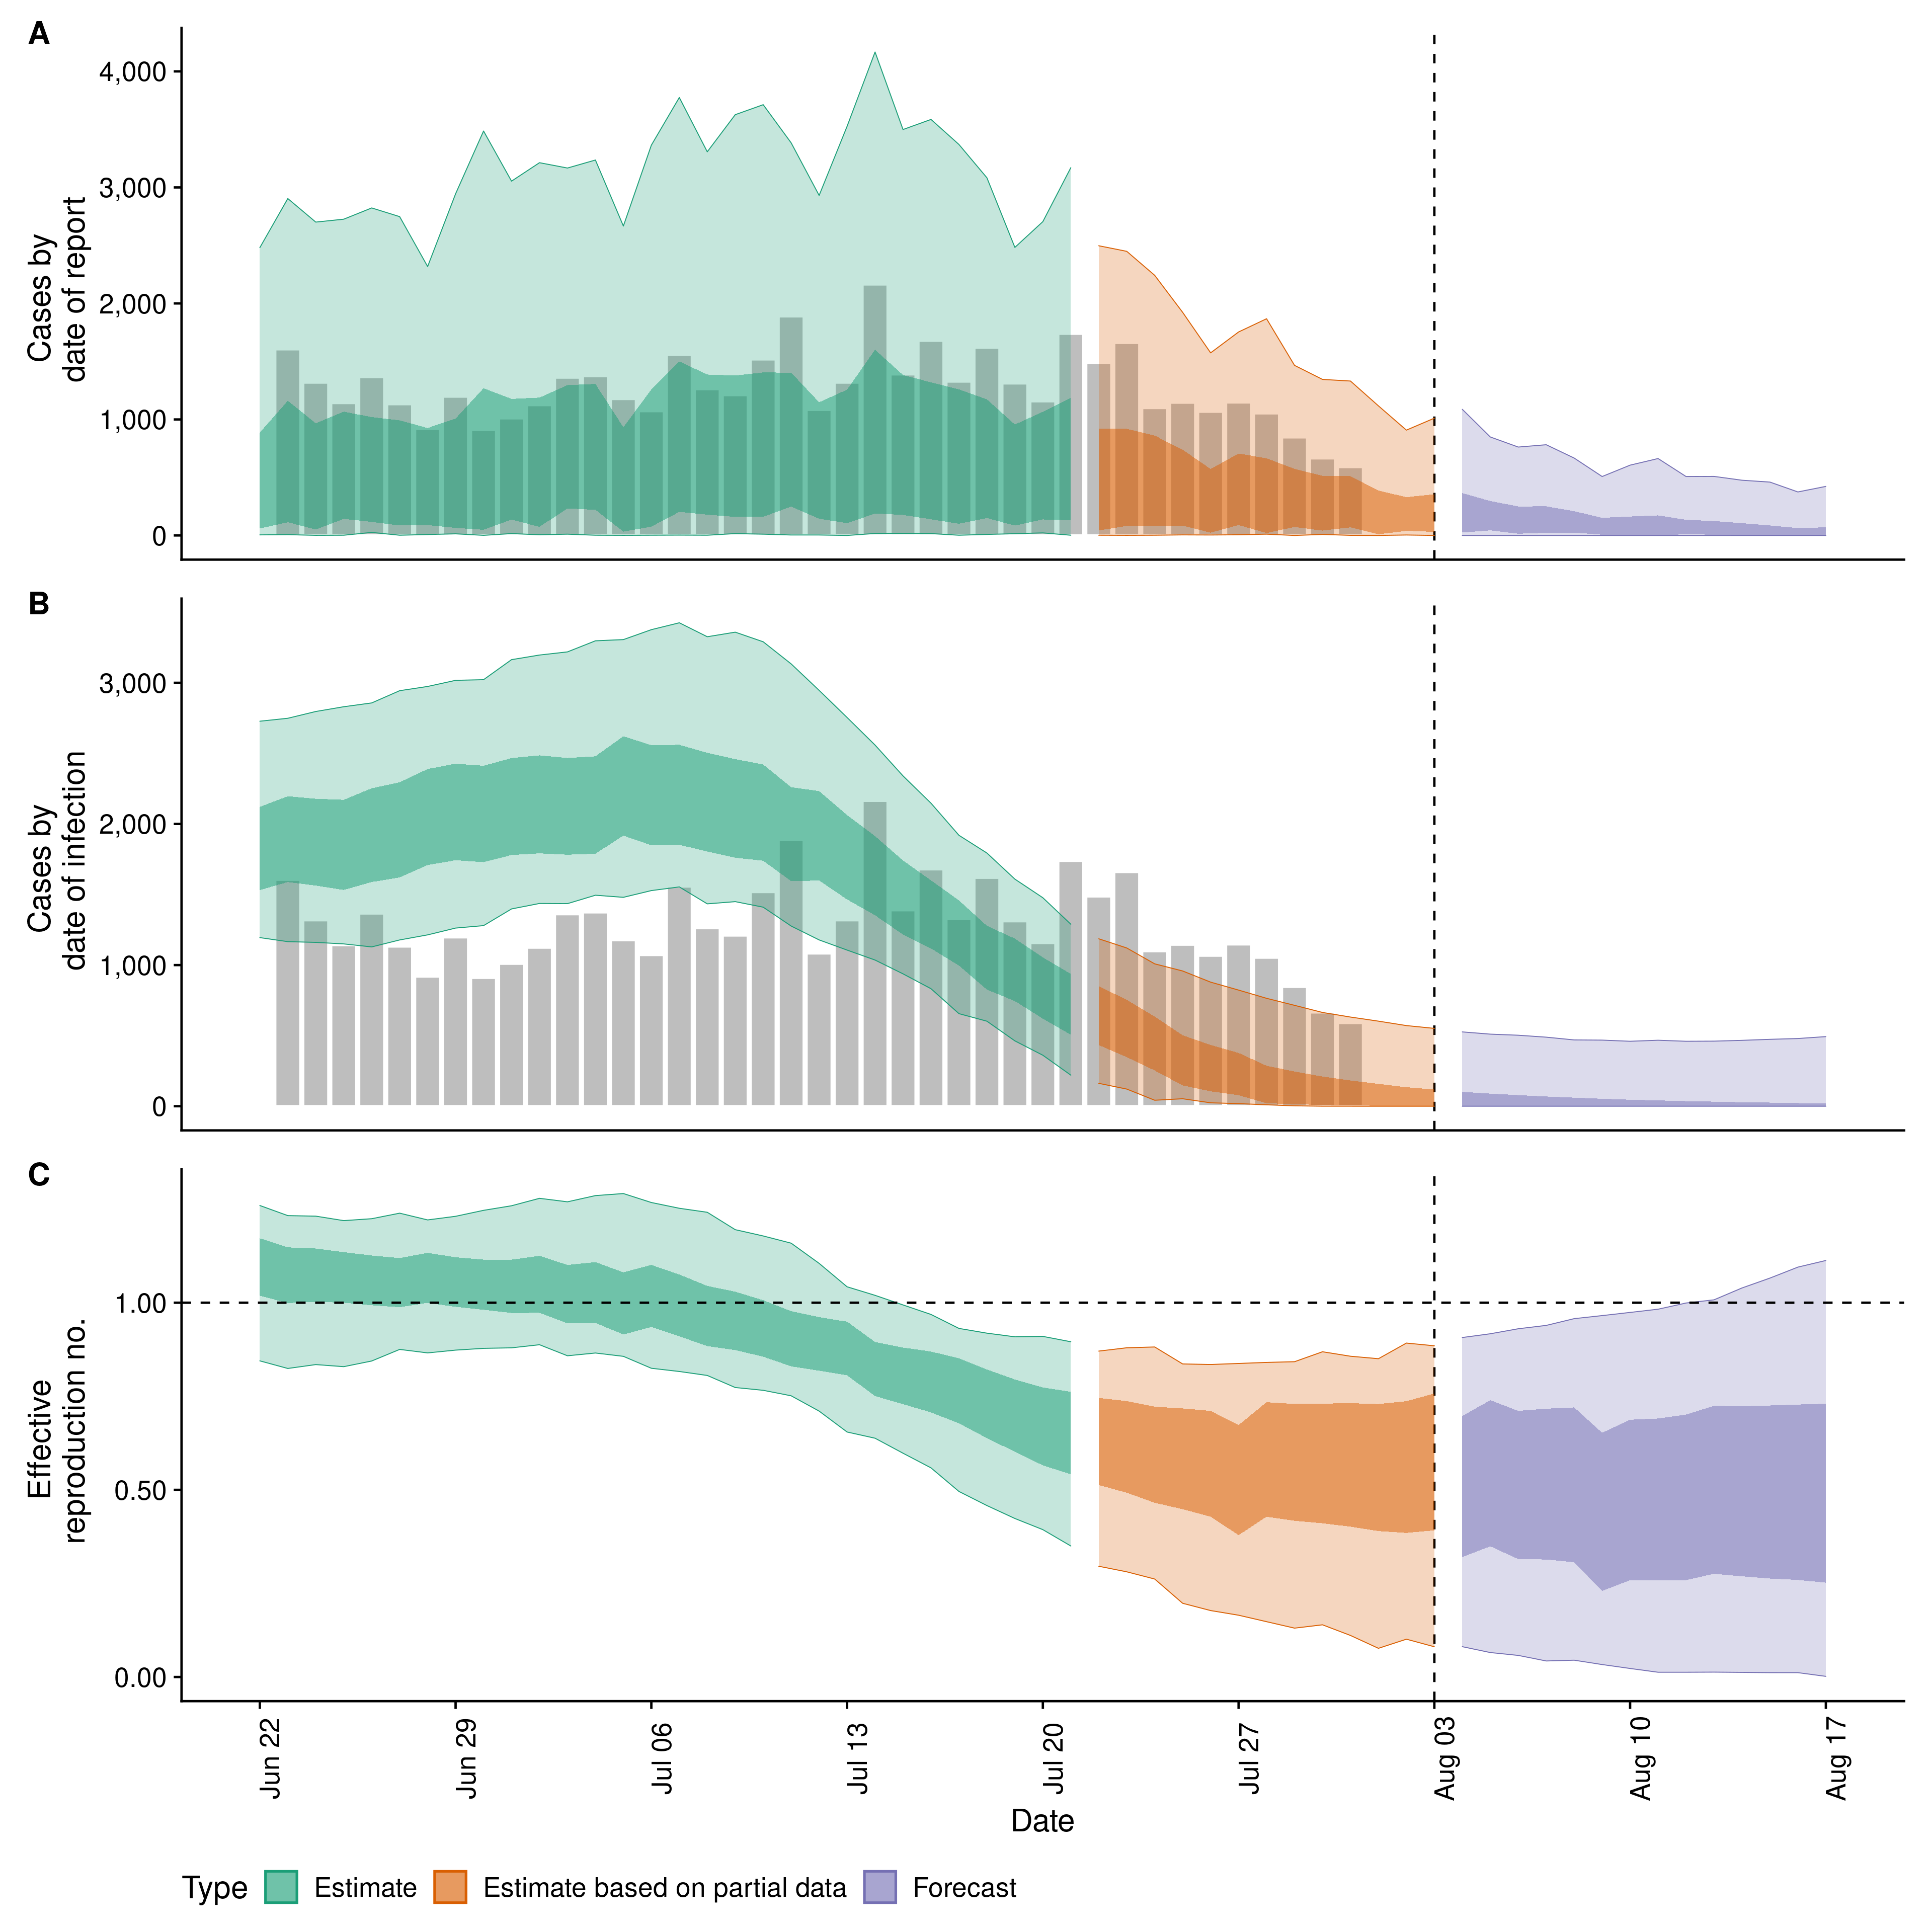 A
Cases by
date of report
4,000
3,000
2,000
1,000
0
B
Cases by
date of infection
3,000
2,000
1,000
0
C
Effective
reproduction no.
1.00
0.50
0.00
Jun 22
Jun 29
Jul 06
Jul 13
Jul 20
Jul 27
Aug 03
Aug 10
Aug 17
Date
Type Estimate Estimate based on partial data Forecast